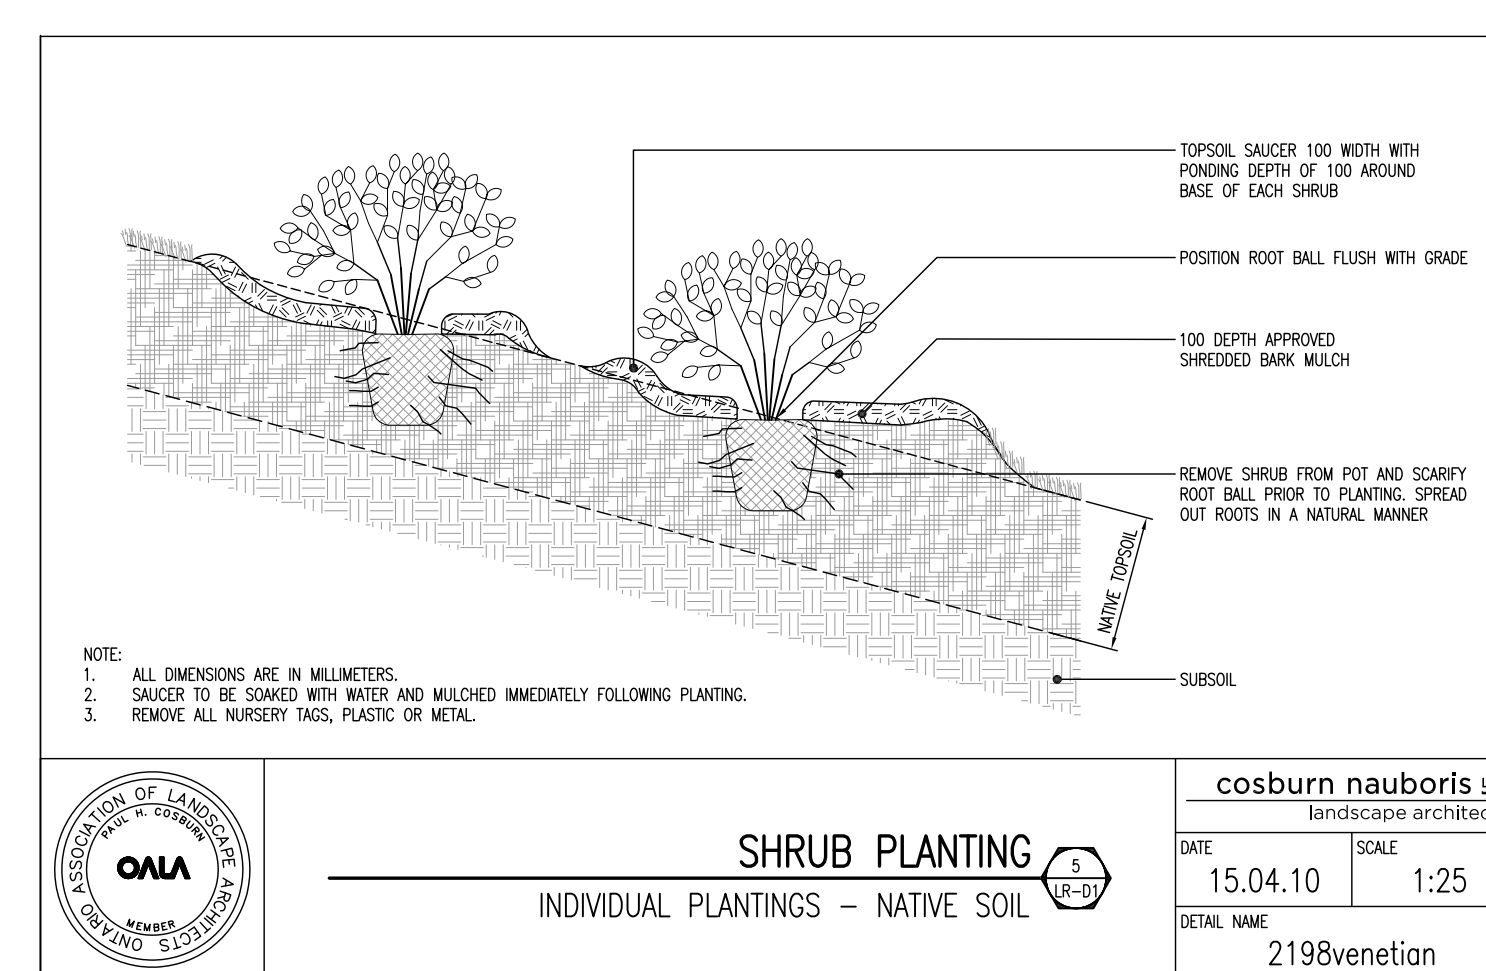 TOPSOIL SAUCER 100 WIDTH WITH
PONDING DEPTH OF 100 AROUND
BASE OF EACH SHRUB
POSITION ROOT BALL FLUSH WITH GRADE
100 DEPTH APPROVED
SHREDDED BARK MULCH
REMOVE SHRUB FROM POT AND SCARIFY
ROOT BALL PRIOR TO PLANTING. SPREAD
OUT ROOTS IN A NATURAL MANNER
NATIVE TOPSOIL
SUBSOIL
NOTE:
1. ALL DIMENSIONS ARE IN MILLIMETERS.
2. SAUCER TO BE SOAKED WITH WATER AND MULCHED IMMEDIATELY FOLLOWING PLANTING.
3. REMOVE ALL NURSERY TAGS, PLASTIC OR METAL.
ONTARIO ASSOCIATION OF LANDSCAPE ARCHITECTS
PAUL H. COSBURN
OALA
MEMBER
SHRUB PLANTING
INDIVIDUAL PLANTINGS – NATIVE SOIL
5
LR-D1
cosburn nauboris
landscape architec
DATE
15.04.10
SCALE
1:25
DETAIL NAME
2198venetian